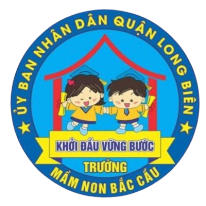 ỦY BAN NHÂN DÂN QUẬN LONG BIÊN
KHỞI ĐẦU VỮNG BƯỚC
TRƯỜNG
MẦM NON BẮC CẦU